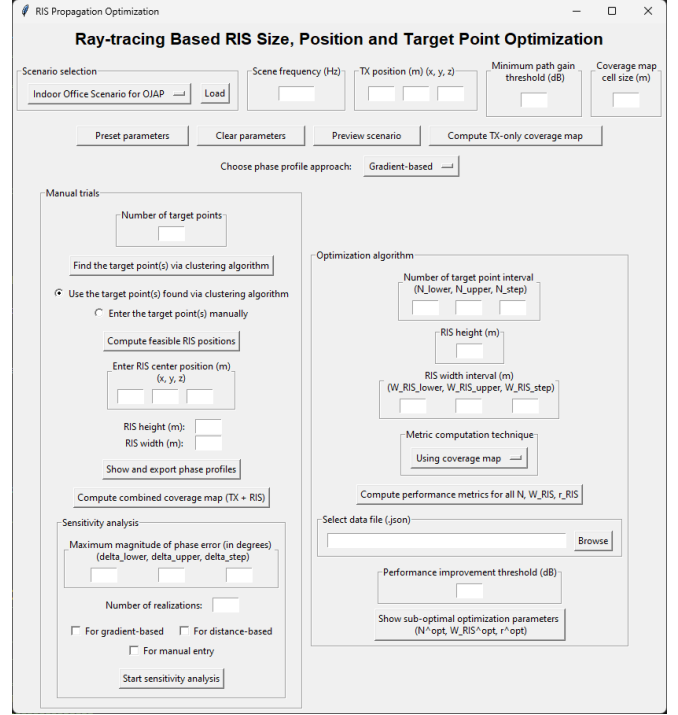 RIS Propagation Optimization
Ray-tracing Based RIS Size, Position and Target Point Optimization
Scenario selection
Indoor Office Scenario for OJAP
Load
Scene frequency (Hz)
TX position (m) (x, y, z)
Minimum path gain
threshold (dB)
Coverage map
cell size (m)
Preset parameters
Clear parameters
Preview scenario
Compute TX-only coverage map
Choose phase profile approach:
Gradient-based
Manual trials
Number of target points
Find the target point(s) via clustering algorithm
Use the target point(s) found via clustering algorithm
Enter the target point(s) manually
Compute feasible RIS positions
Enter RIS center position (m)
(x, y, z)
RIS height (m):
RIS width (m):
Show and export phase profiles
Compute combined coverage map (TX + RIS)
Sensitivity analysis
Maximum magnitude of phase error (in degrees)
(delta_lower, delta_upper, delta_step)
Number of realizations:
For gradient-based
For distance-based
For manual entry
Start sensitivity analysis
Optimization algorithm
Number of target point interval
(N_lower, N_upper, N_step)
RIS height (m)
RIS width interval (m)
(W_RIS_lower, W_RIS_upper, W_RIS_step)
Metric computation technique
Using coverage map
Compute performance metrics for all N, W_RIS, r_RIS
Select data file (.json)
Browse
Performance improvement threshold (dB)
Show sub-optimal optimization parameters
(N^opt, W_RIS^opt, r^opt)